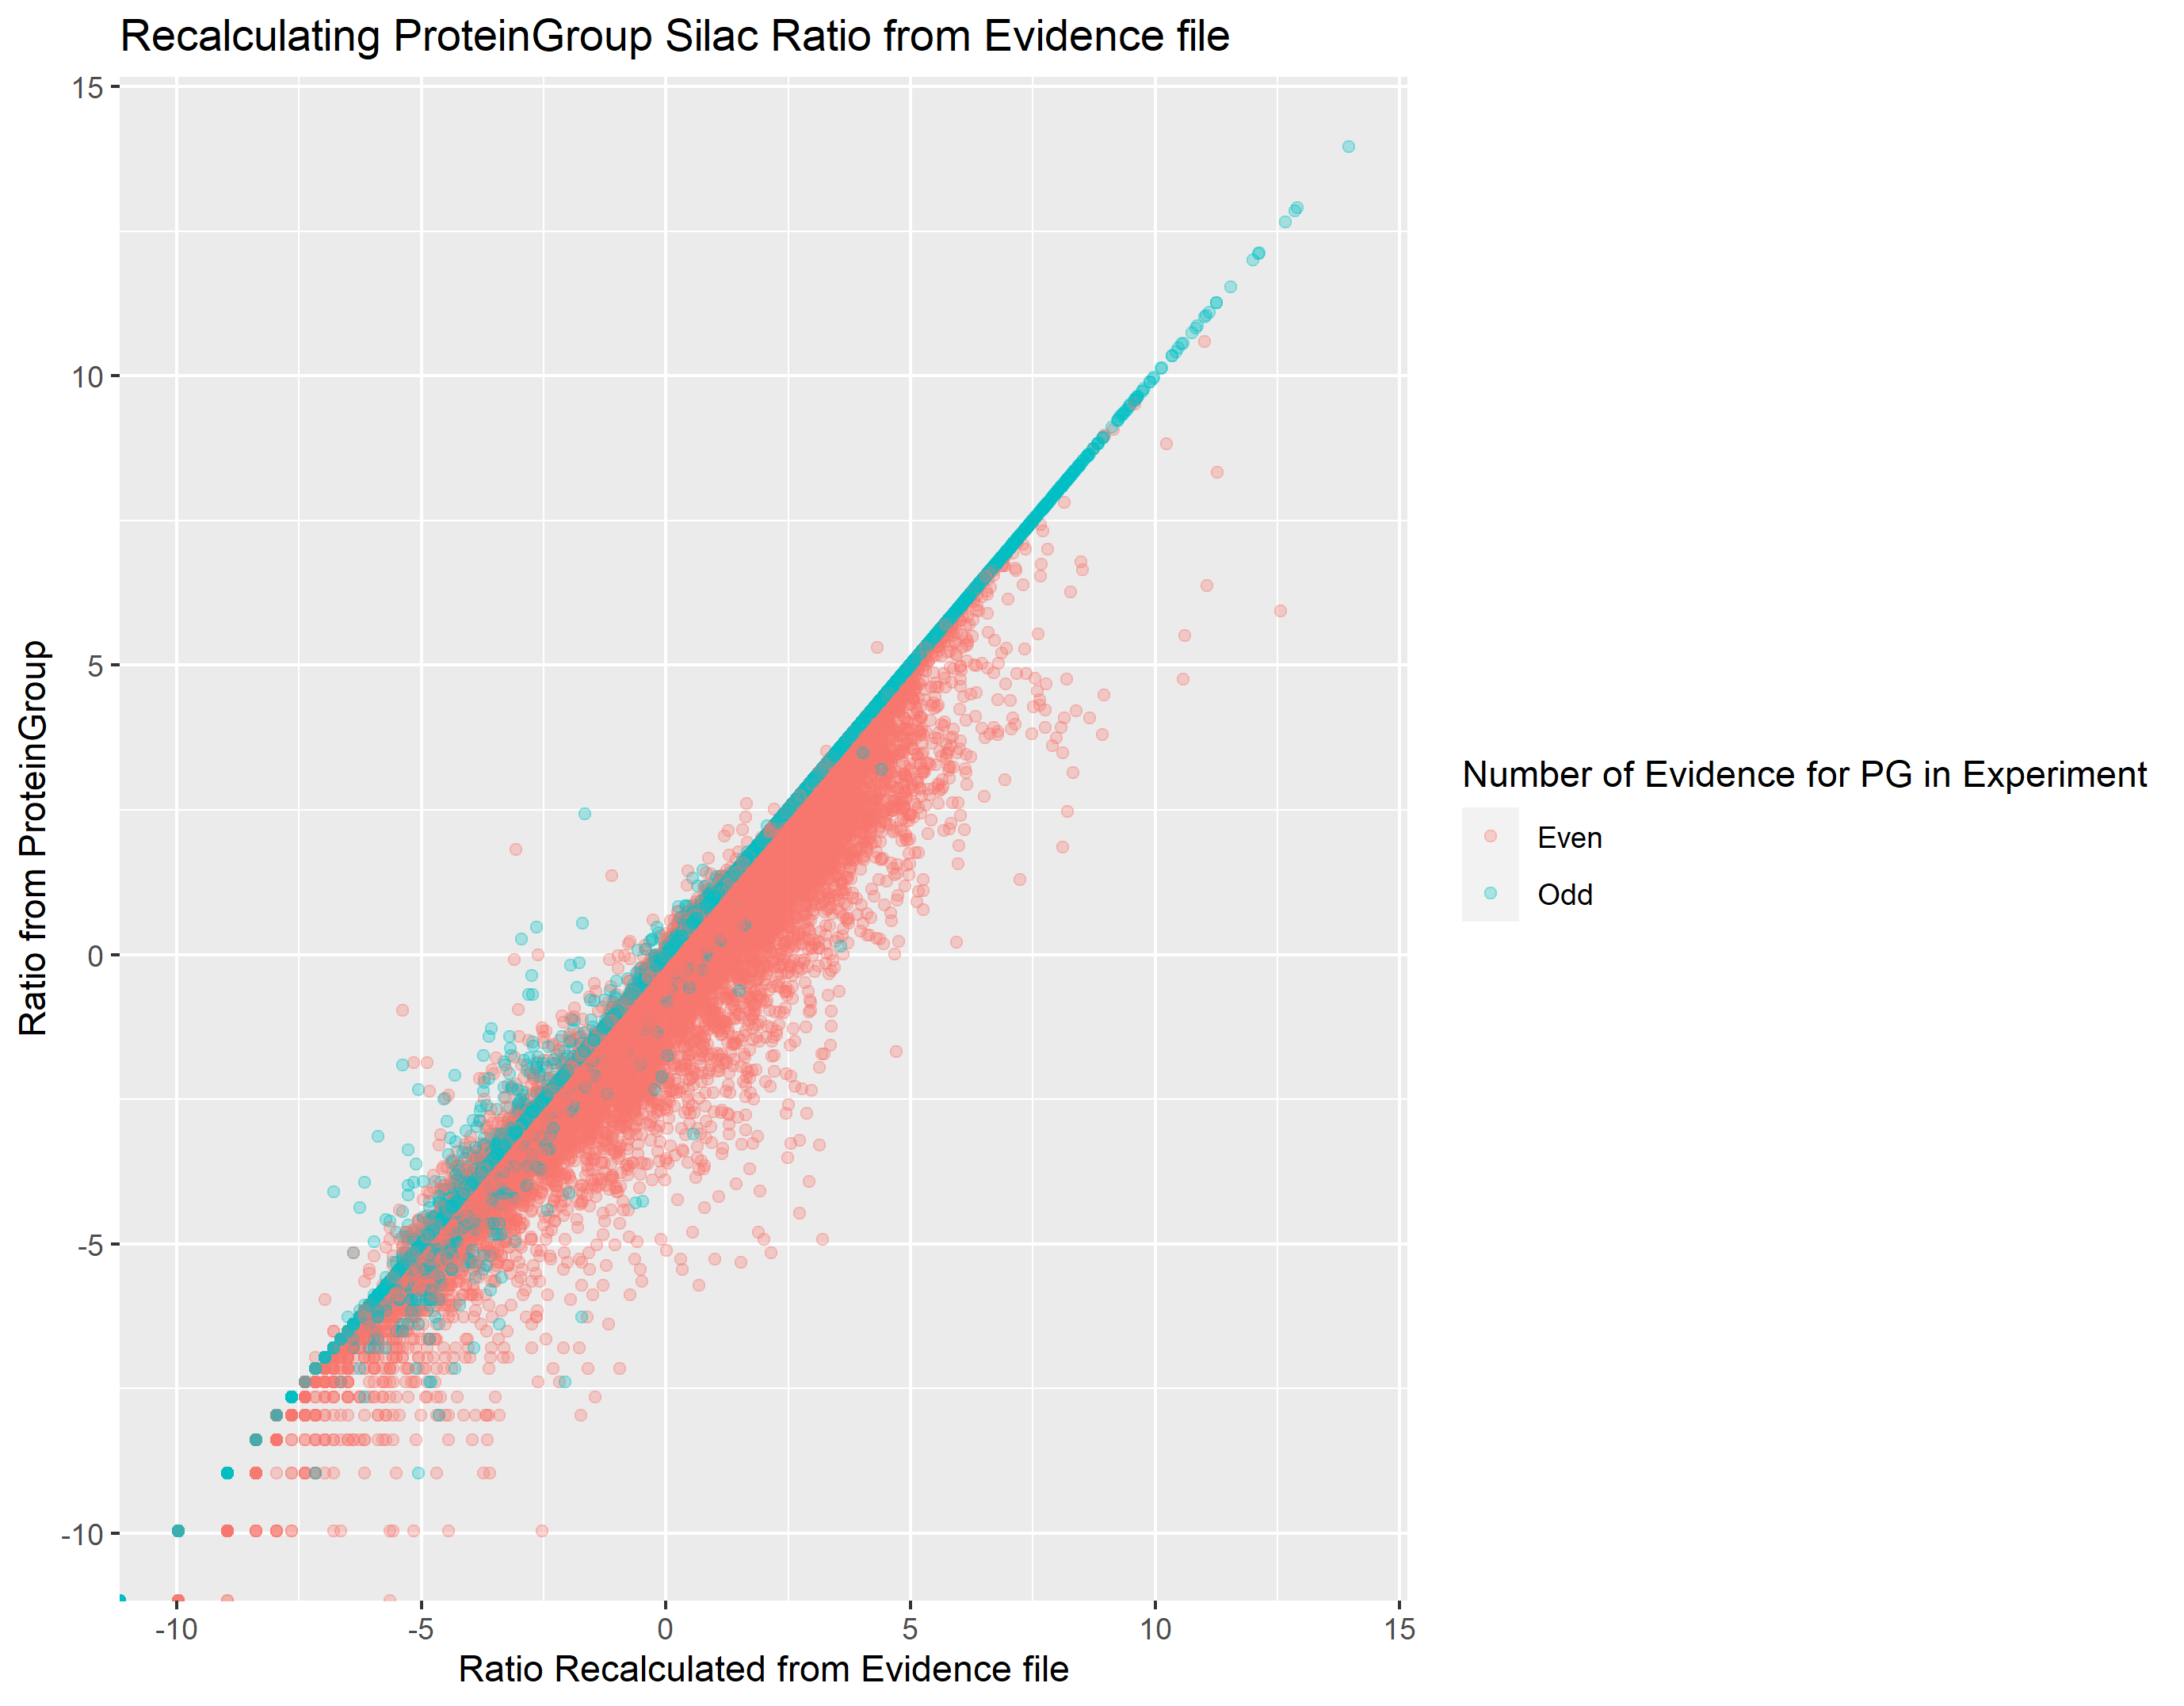 Recalculating ProteinGroup Silac Ratio from Evidence file
15
10
5
0
-5
-10
Ratio from ProteinGroup
-10
-5
0
5
10
15
Ratio Recalculated from Evidence file
Number of Evidence for PG in Experiment
Even
Odd